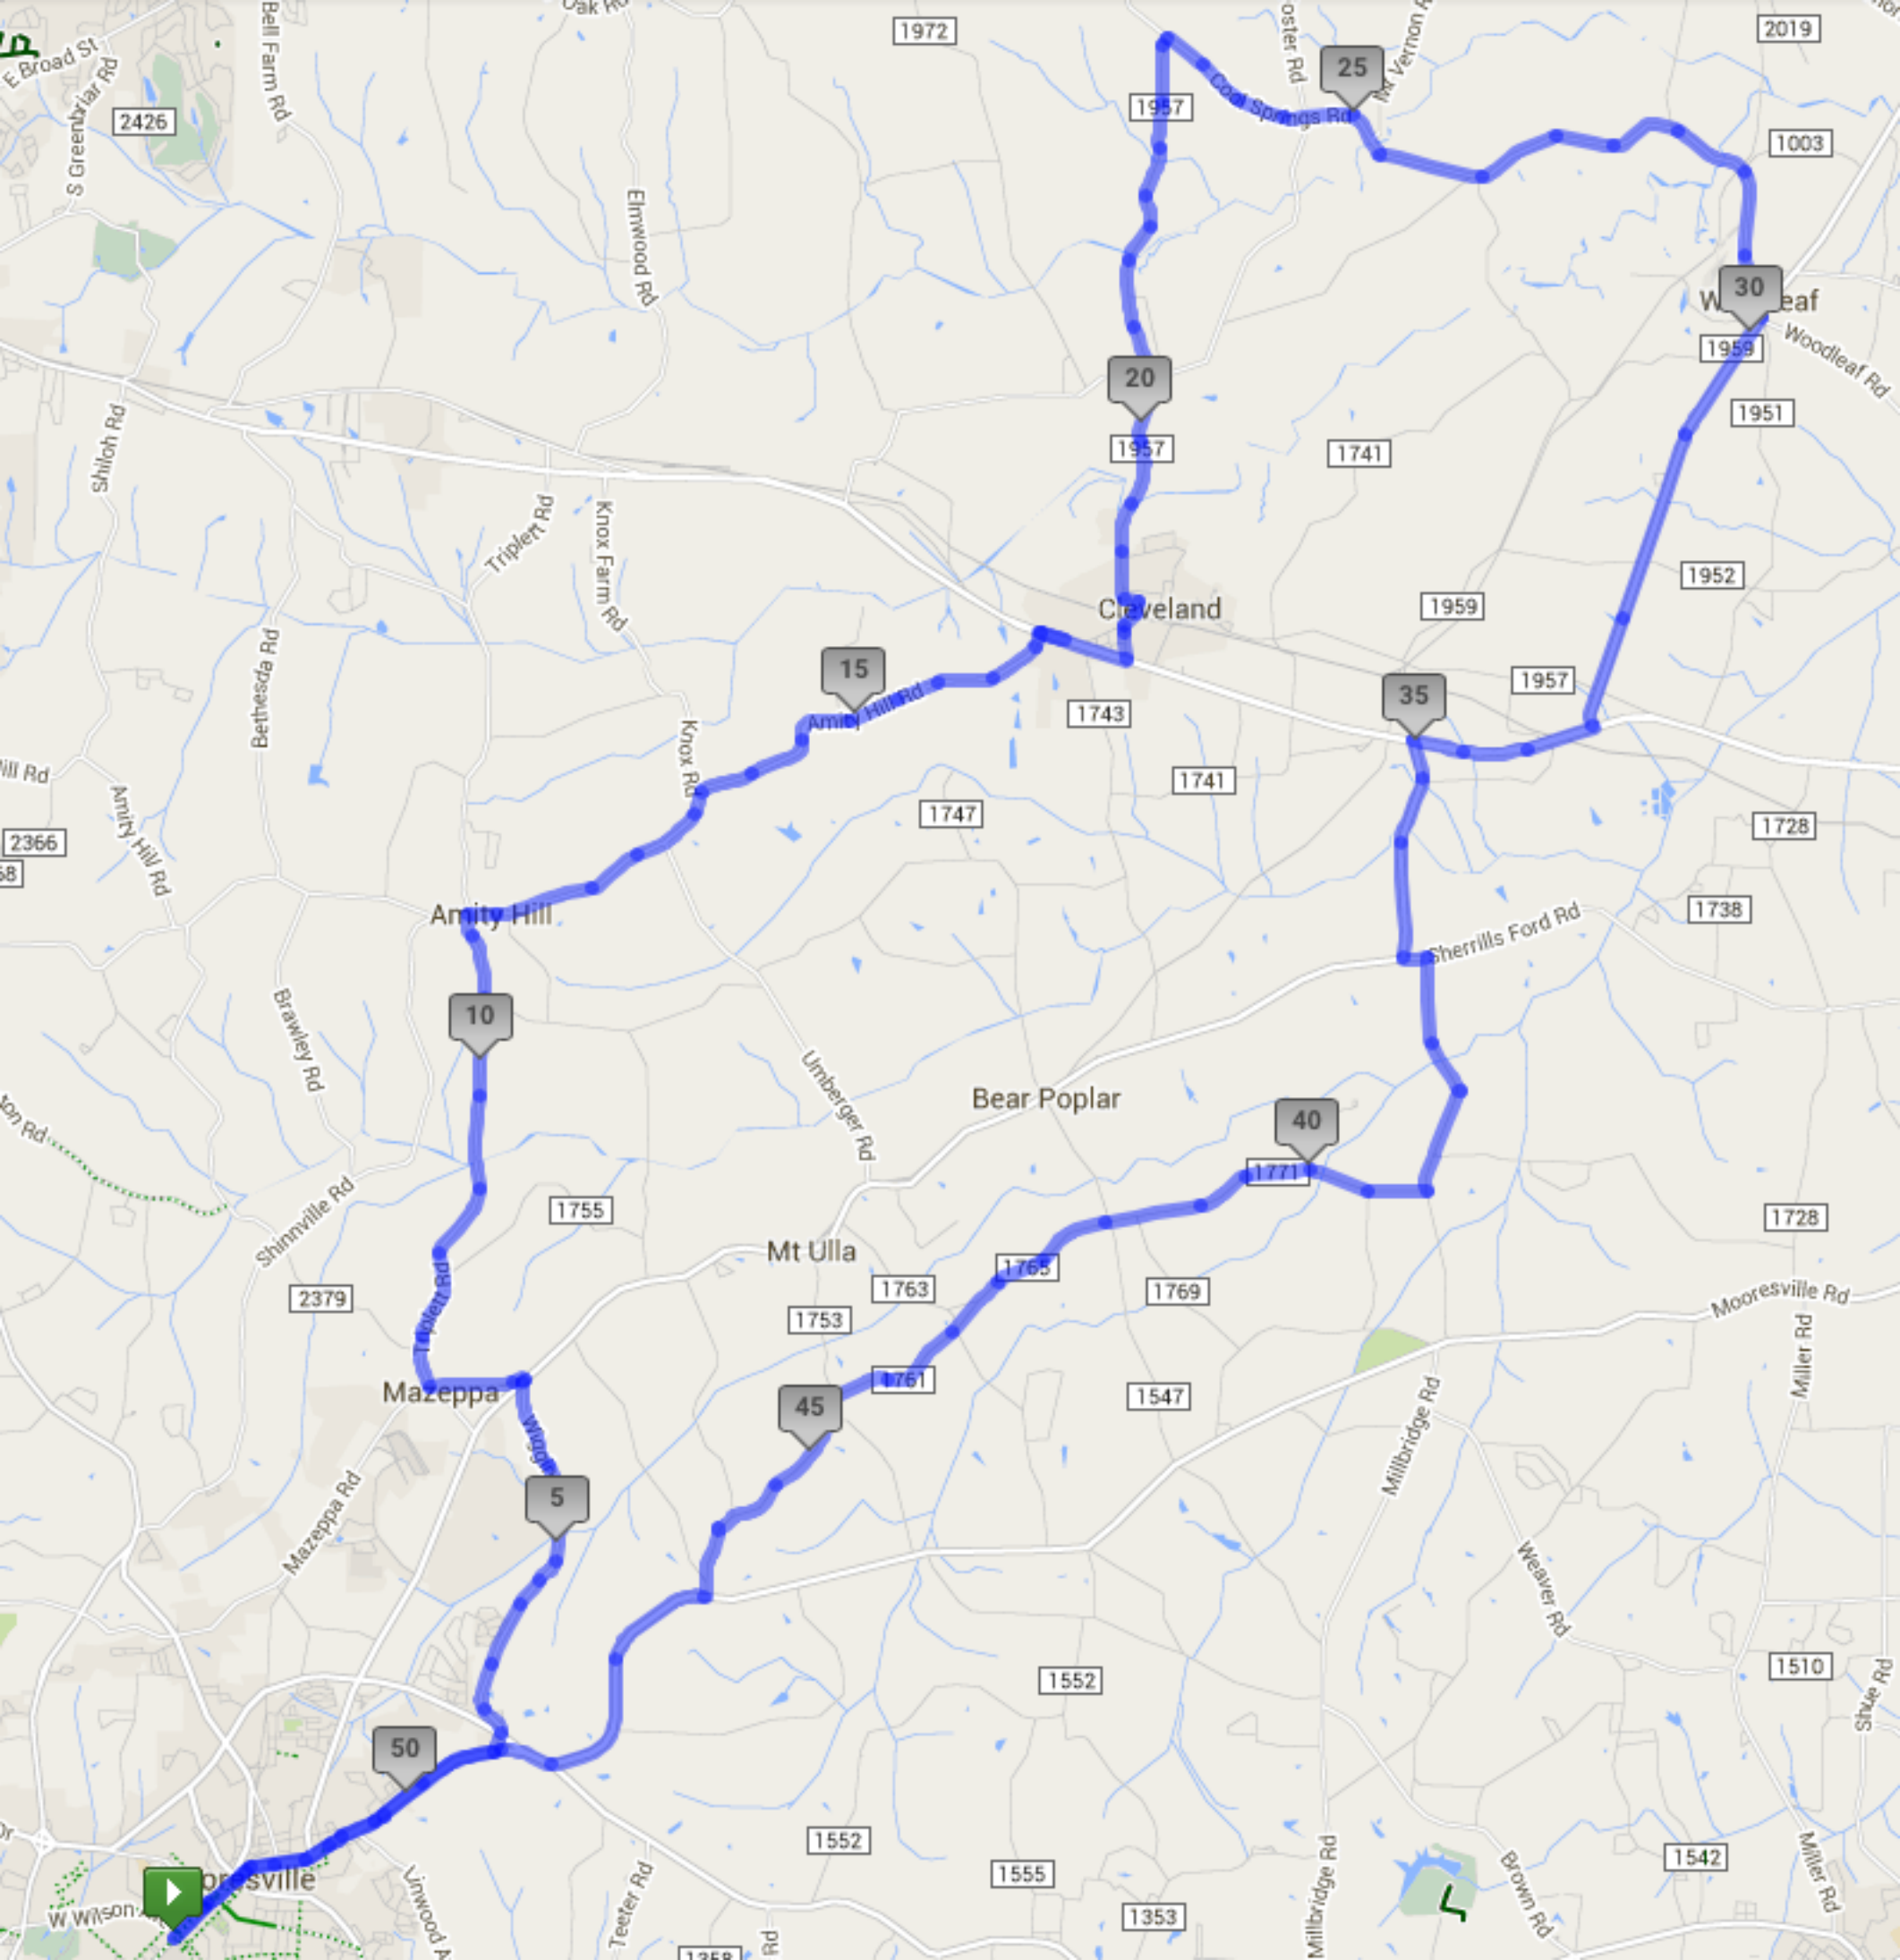 Oak Rd
1972
2019
E Broad St
Bell Farm Rd
S Greenbriar Rd
2426
25
Mt Vernon
1957
Cool Springs Rd
1003
Elmwood Rd
30
1959
Woodleaf Rd
20
1951
Shiloh Rd
1957
1741
Triplett Rd
Knox Farm Rd
1952
Cleveland
1959
Bethesda Rd
15
1957
35
Amity Hill Rd
1743
Knox Rd
1741
1747
Amity Hill Rd
2366
1728
Amity Hill
Sherrills Ford Rd
1738
Brawley Rd
10
Umberger Rd
Bear Poplar
40
1771
Shinnville Rd
1755
1728
Mt Ulla
1765
1763
1769
Mooresville Rd
2379
1753
Triplett Rd
Miller Rd
Mazeppa
1761
1547
45
Millbridge Rd
5
Mazeppa Rd
Weaver Rd
1552
1510
Shue Rd
50
1552
1542
Miller Rd
1555
Linwood A
Teeter Rd
Millbridge Rd
Brown Rd
W Wilson
1353
Rd
1358